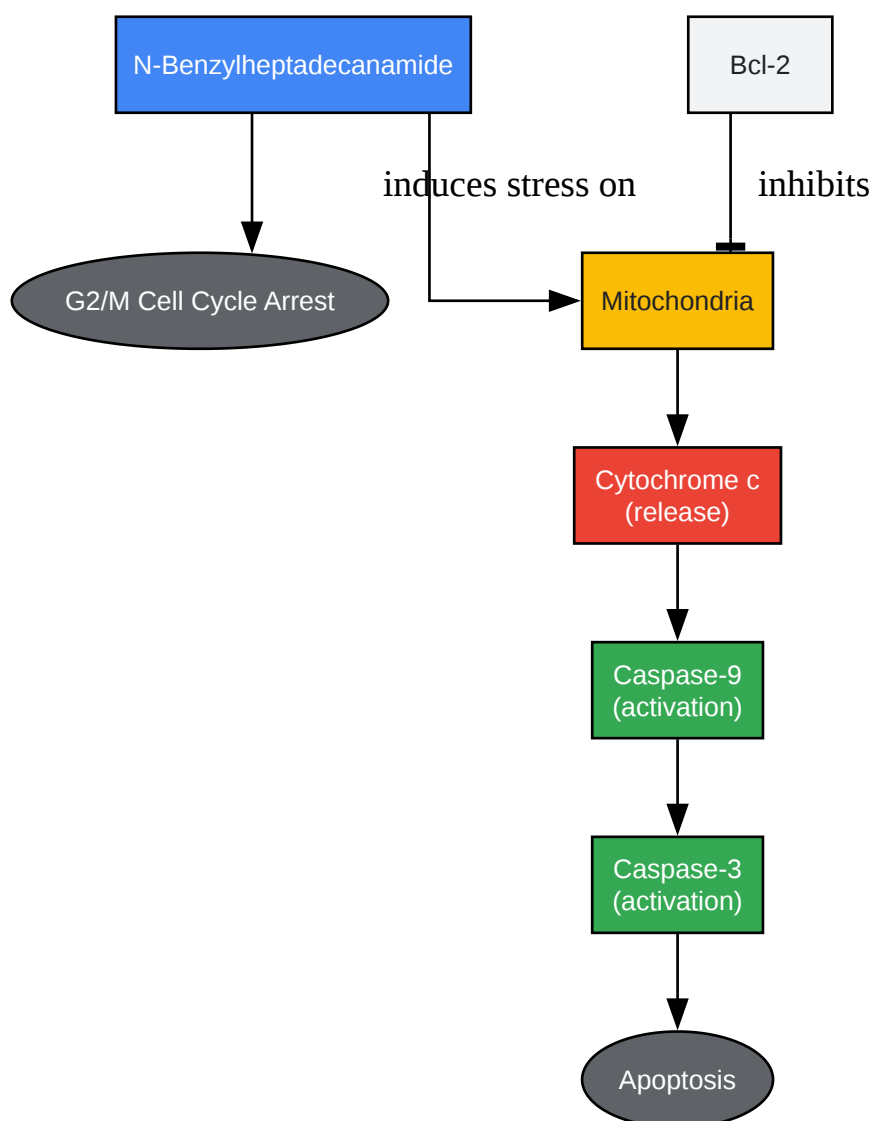 N-Benzylheptadecanamide
Bcl-2
induces stress on
inhibits
G2/M Cell Cycle Arrest
Mitochondria
Cytochrome c
(release)
Caspase-9
(activation)
Caspase-3
(activation)
Apoptosis